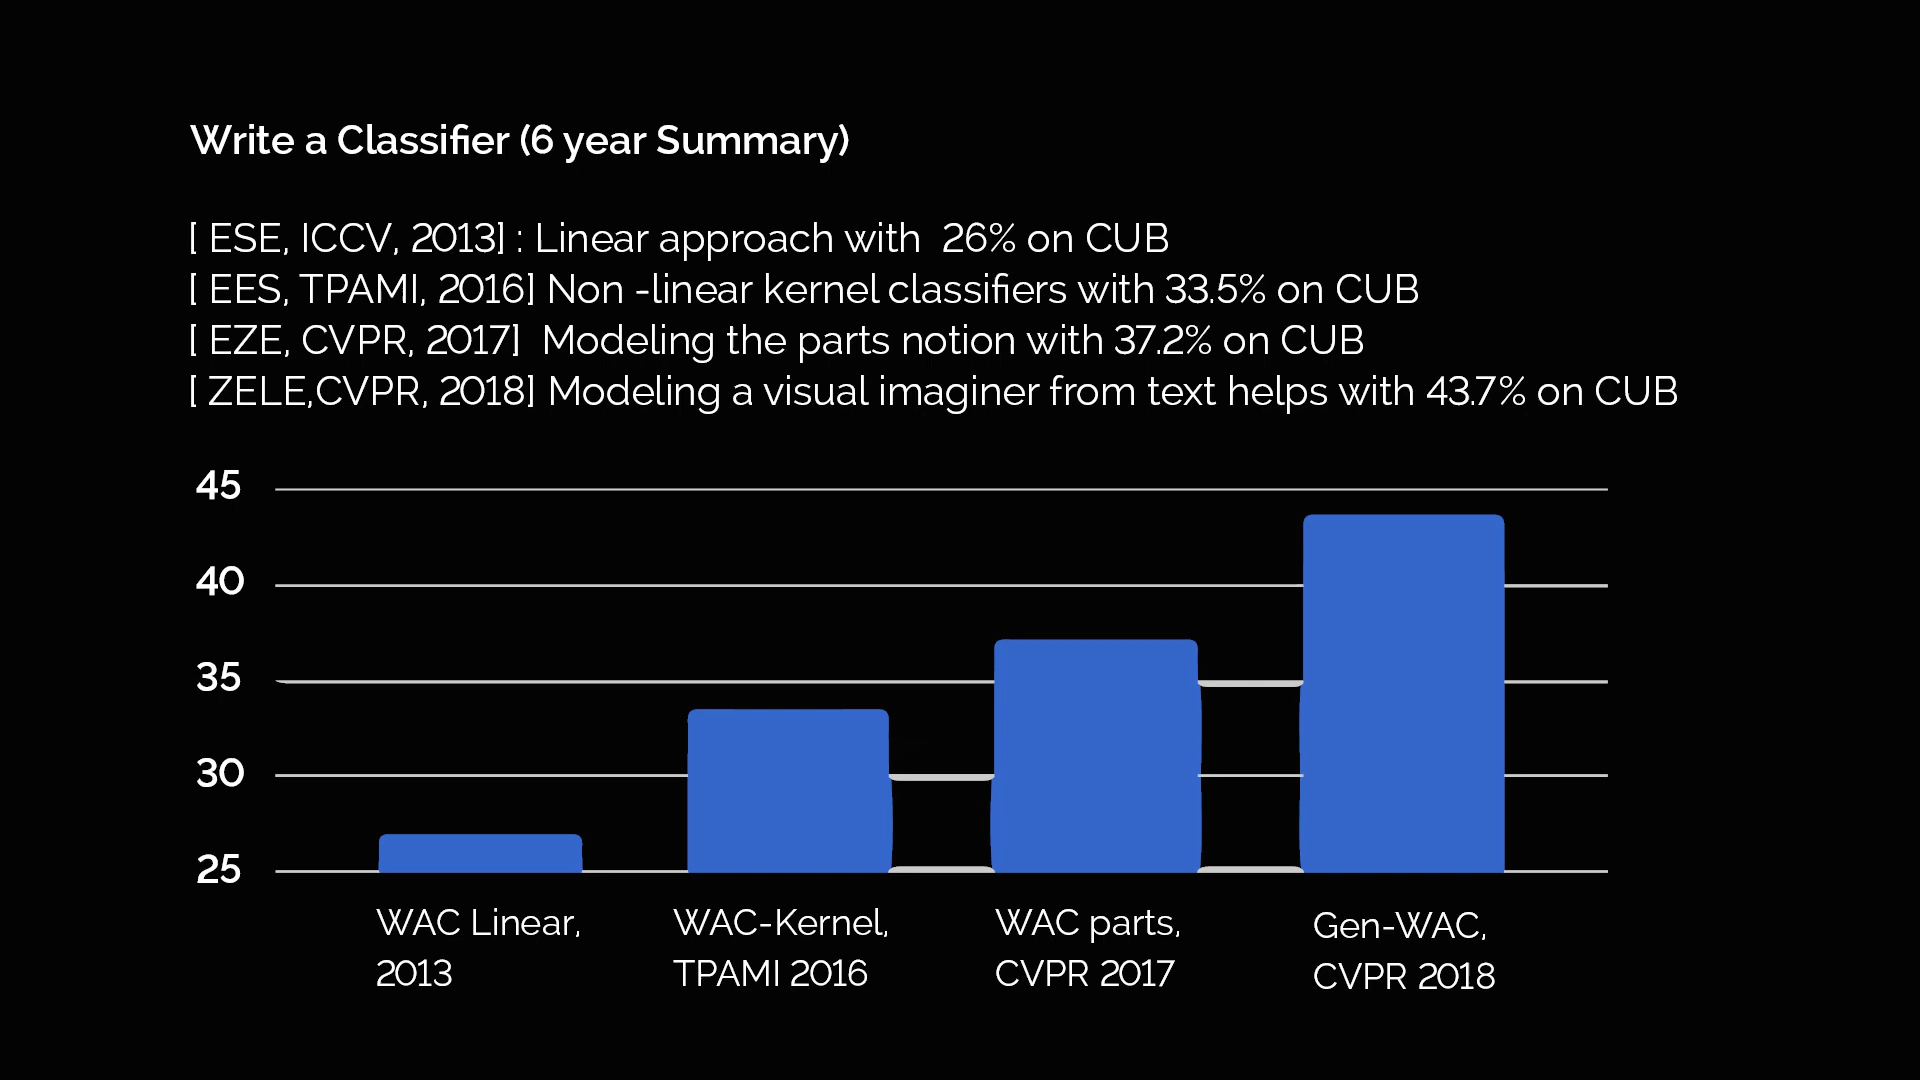 Write a Classifier (6 year Summary)
[ ESE, ICCV, 2013] : Linear approach with 26% on CUB
[ EES, TPAMI, 2016] Non -linear kernel classifiers with 33.5% on CUB
[ EZE, CVPR, 2017] Modeling the parts notion with 37.2% on CUB
[ ZELE,CVPR, 2018] Modeling a visual imaginer from text helps with 43.7% on CUB
45
40
35
30
25
WAC Linear,
2013
WAC-Kernel,
TPAMI 2016
WAC parts,
CVPR 2017
Gen-WAC,
CVPR 2018